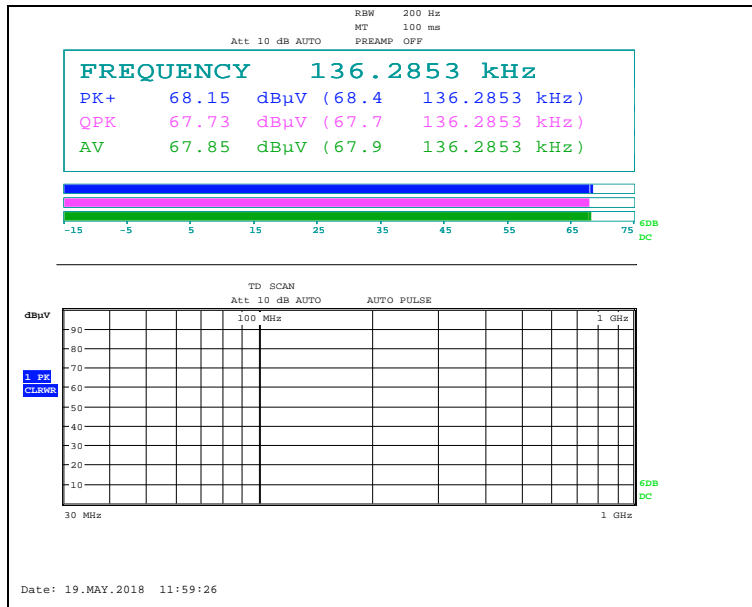 RBW 200 Hz
MT 100 ms
Att 10 dB AUTO PREAMP OFF
FREQUENCY 136.2853 kHz
PK+ 68.15 dBµV (68.4 136.2853 kHz)
QPK 67.73 dBµV (67.7 136.2853 kHz)
AV 67.85 dBµV (67.9 136.2853 kHz)
-15 -5 5 15 25 35 45 55 65 75
6DB
DC
TD SCAN
Att 10 dB AUTO AUTO PULSE
dBµV
100 MHz 1 GHz
90
80
70
1 PK
CLRWR
60
50
40
30
20
10
6DB
DC
30 MHz 1 GHz
Date: 19.MAY.2018 11:59:26